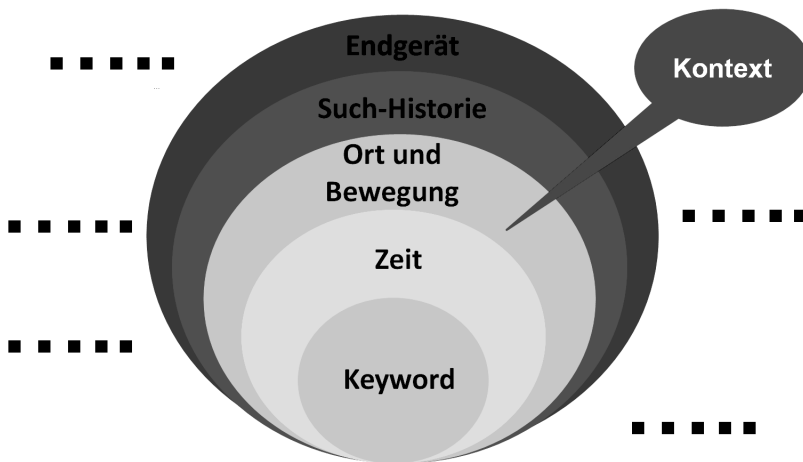 Endgerät
Kontext
Such-Historie
Ort und
Bewegung
Zeit
Keyword